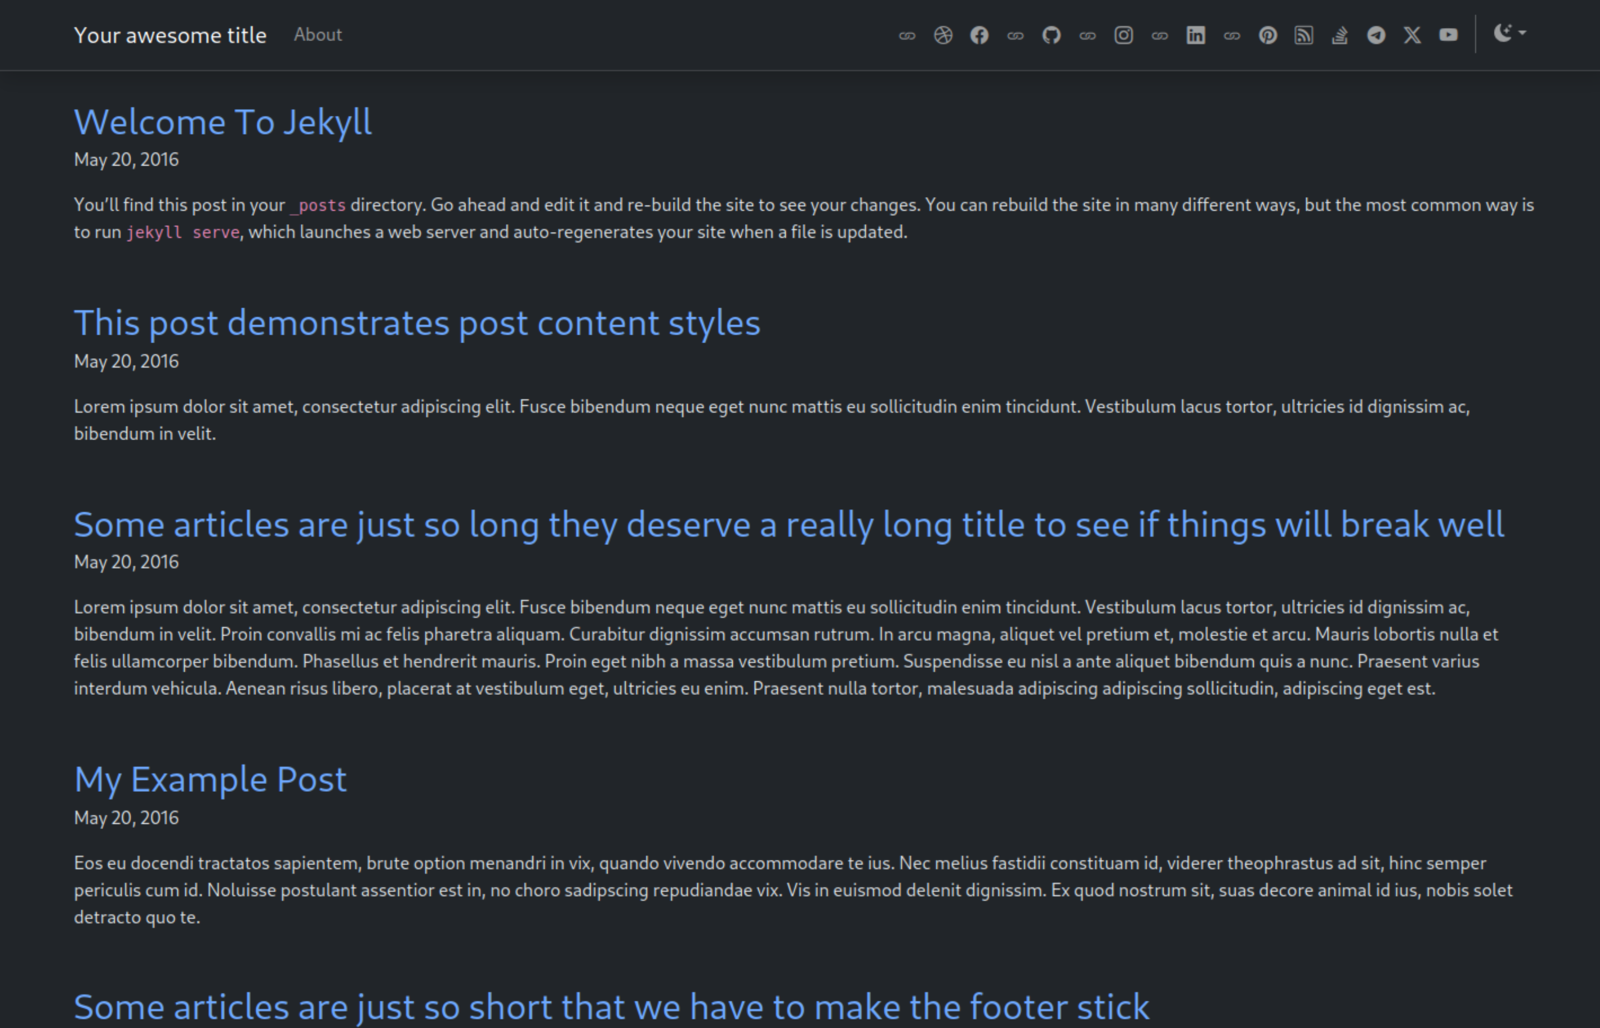 Your awesome title About
Welcome To Jekyll
May 20, 2016
You’ll find this post in your _posts directory. Go ahead and edit it and re-build the site to see your changes. You can rebuild the site in many different ways, but the most common way is
to run jekyll serve, which launches a web server and auto-regenerates your site when a file is updated.
This post demonstrates post content styles
May 20, 2016
Lorem ipsum dolor sit amet, consectetur adipiscing elit. Fusce bibendum neque eget nunc mattis eu sollicitudin enim tincidunt. Vestibulum lacus tortor, ultricies id dignissim ac,
bibendum in velit.
Some articles are just so long they deserve a really long title to see if things will break well
May 20, 2016
Lorem ipsum dolor sit amet, consectetur adipiscing elit. Fusce bibendum neque eget nunc mattis eu sollicitudin enim tincidunt. Vestibulum lacus tortor, ultricies id dignissim ac,
bibendum in velit. Proin convallis mi ac felis pharetra aliquam. Curabitur dignissim accumsan rutrum. In arcu magna, aliquet vel pretium et, molestie et arcu. Mauris lobortis nulla et
felis ullamcorper bibendum. Phasellus et hendrerit mauris. Proin eget nibh a massa vestibulum pretium. Suspendisse eu nisl a ante aliquet bibendum quis a nunc. Praesent varius
interdum vehicula. Aenean risus libero, placerat at vestibulum eget, ultricies eu enim. Praesent nulla tortor, malesuada adipiscing adipiscing sollicitudin, adipiscing eget est.
My Example Post
May 20, 2016
Eos eu docendi tractatos sapientem, brute option menandri in vix, quando vivendo accommodare te ius. Nec melius fastidii constituam id, viderer theophrastus ad sit, hinc semper
periculis cum id. Noluisse postulant assentior est in, no choro sadipscing repudiandae vix. Vis in euismod delenit dignissim. Ex quod nostrum sit, suas decore animal id ius, nobis solet
detracto quo te.
Some articles are just so short that we have to make the footer stick